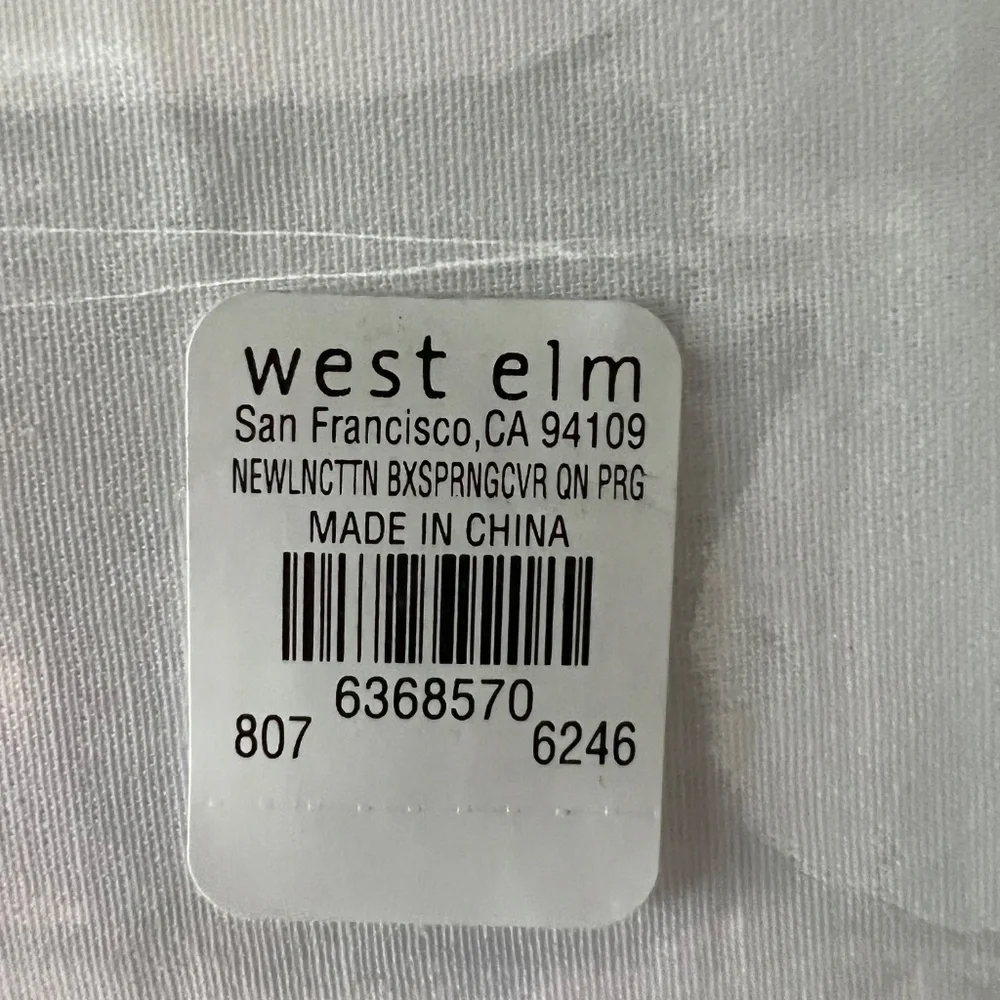 west elm
San Francisco,CA 94109
NEWLNCTTN BXSPRNGCVR QN PRG
MADE IN CHINA
6368570
807 6246